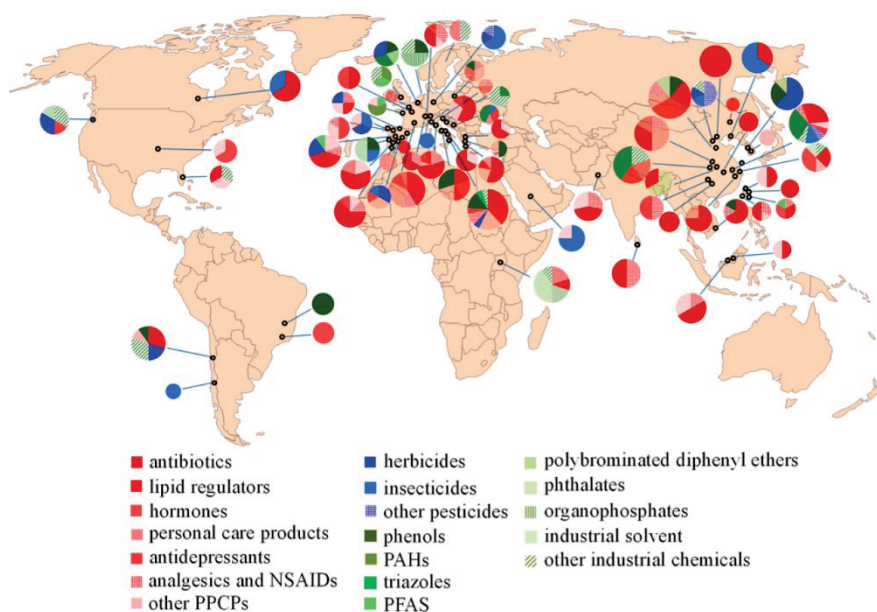 antibiotics
lipid regulators
hormones
personal care products
antidepressants
analgesics and NSAIDs
other PPCPs
herbicides
insecticides
other pesticides
phenols
PAHs
triazoles
PFAS
polybrominated diphenyl ethers
phthalates
organophosphates
industrial solvent
other industrial chemicals